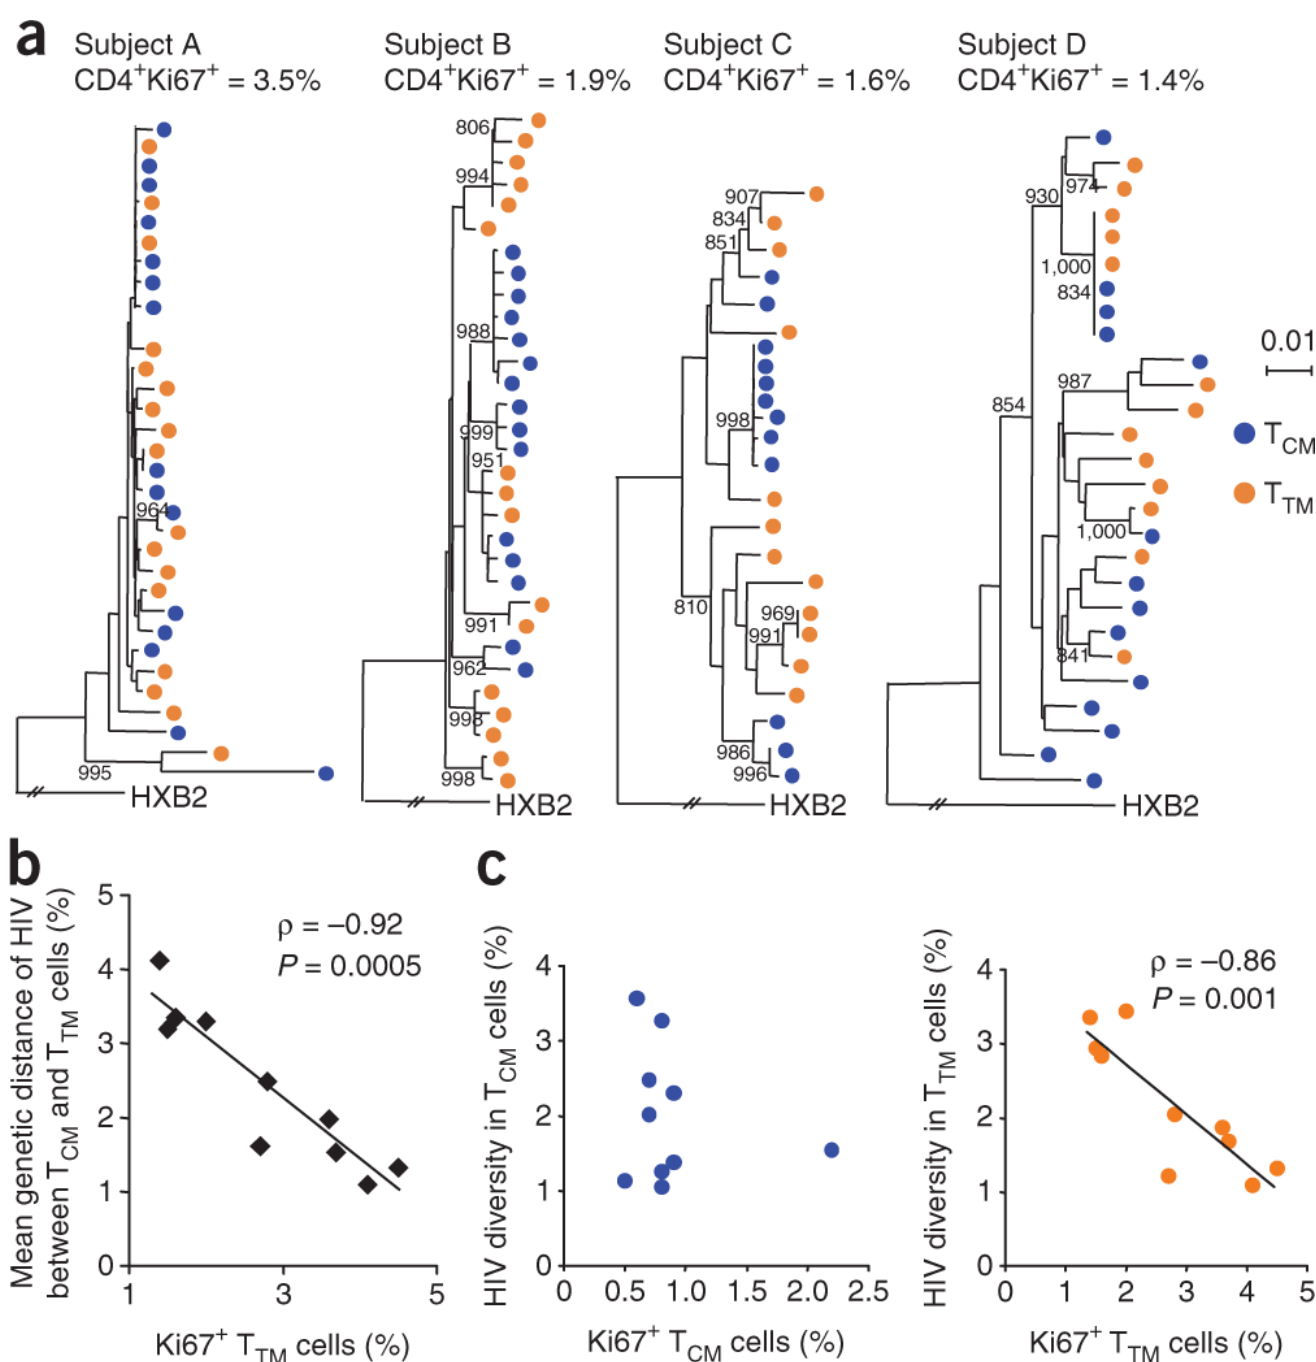 a
Subject A
CD4+Ki67+ = 3.5%
Subject B
CD4+Ki67+ = 1.9%
Subject C
CD4+Ki67+ = 1.6%
Subject D
CD4+Ki67+ = 1.4%
964
995
HXB2
806
994
988
999
951
991
962
998
998
HXB2
907
834
851
998
810
969
991
986
996
HXB2
930
974
1,000
834
987
854
1,000
841
HXB2
0.01
TCM
TTM
b
Mean genetic distance of HIV
between TCM and TTM cells (%)
5
4
3
2
1
0
ρ = –0.92
P = 0.0005
1
3
5
Ki67+ TTM cells (%)
c
HIV diversity in TCM cells (%)
4
3
2
1
0
0
0.5
1.0
1.5
2.0
2.5
Ki67+ TCM cells (%)
HIV diversity in TTM cells (%)
4
3
2
1
0
ρ = –0.86
P = 0.001
0
1
2
3
4
5
Ki67+ TTM cells (%)